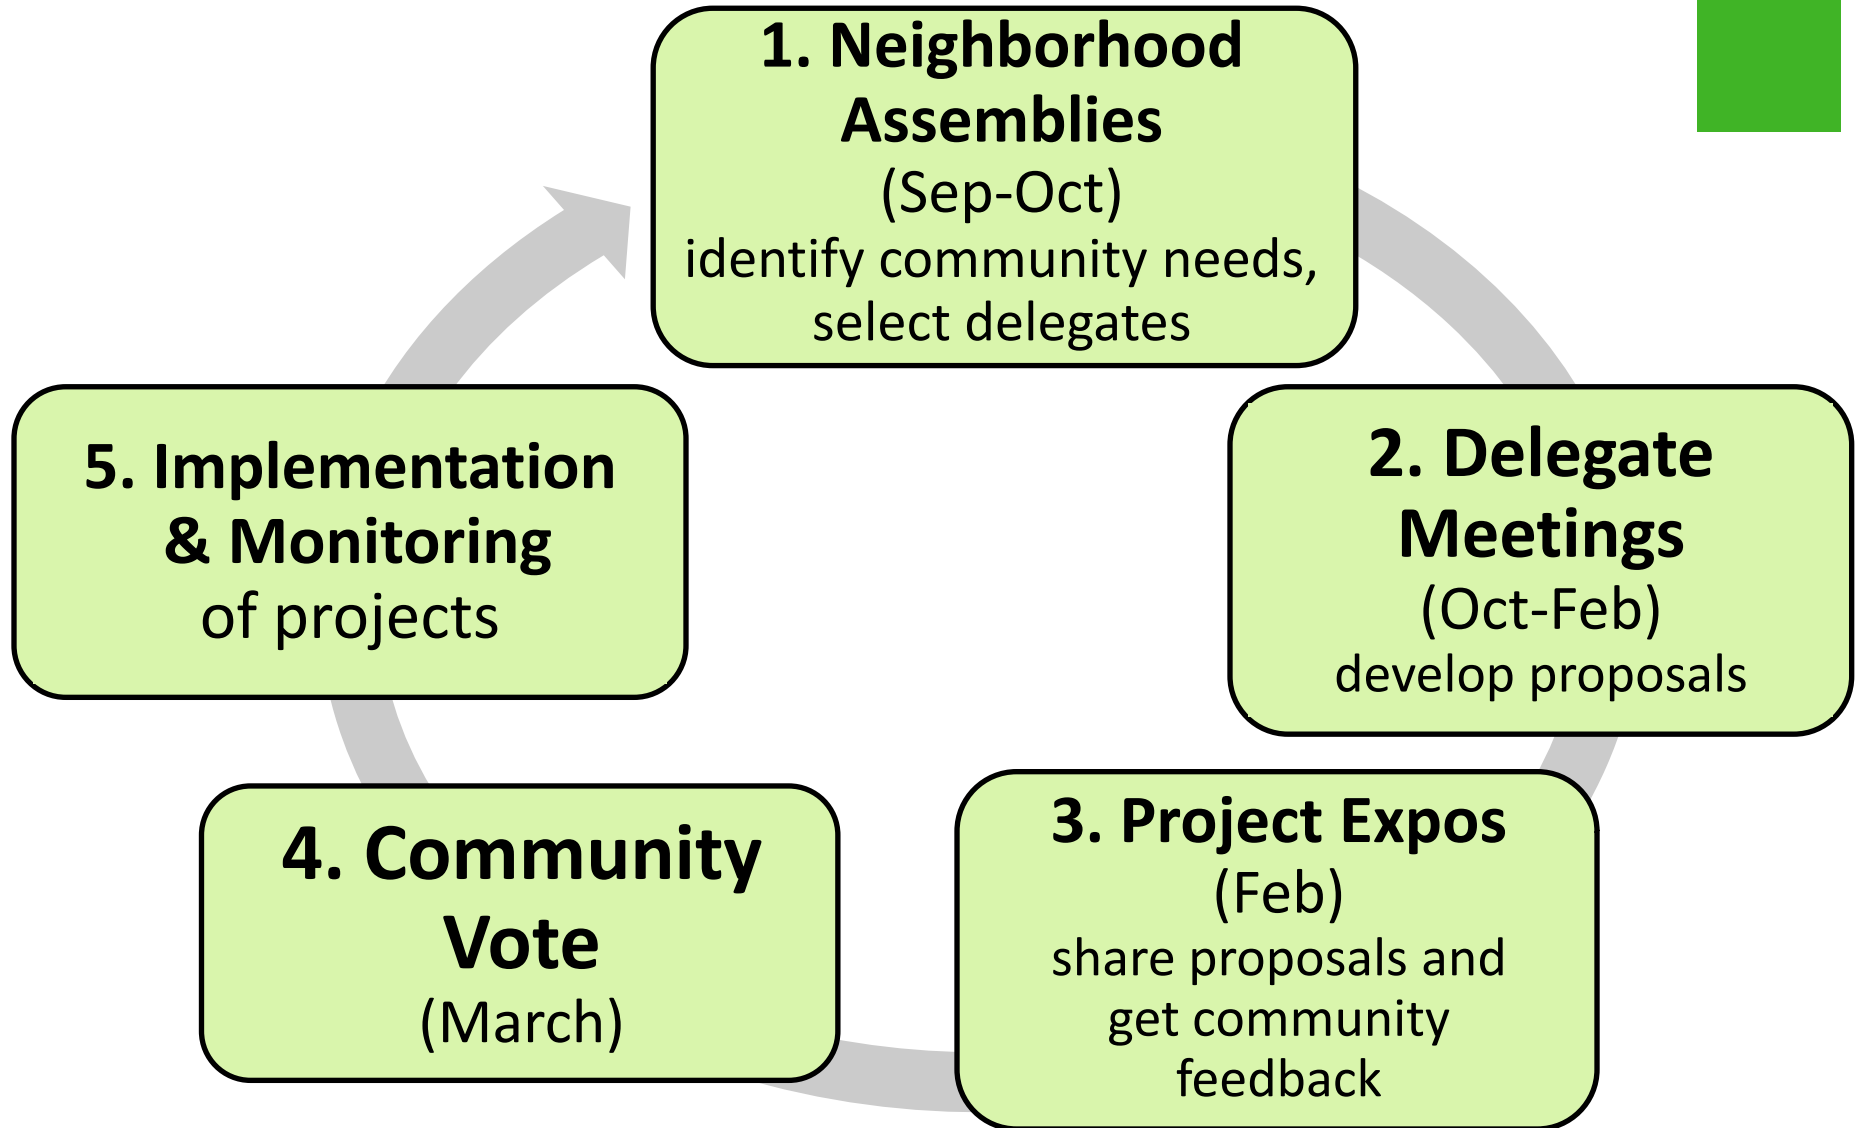 1. Neighborhood
Assemblies
(Sep-Oct)
identify community needs,
select delegates
2. Delegate
Meetings
(Oct-Feb)
develop proposals
3. Project Expos
(Feb)
share proposals and
get community
feedback
4. Community
Vote
(March)
5. Implementation
& Monitoring
of projects